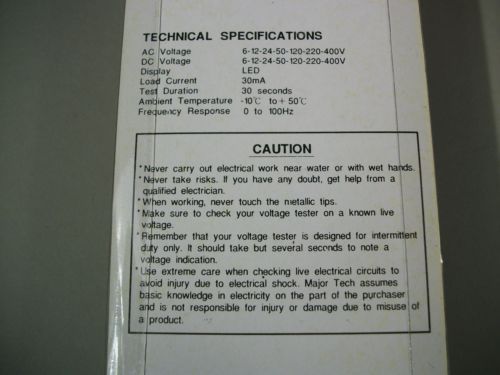 TECHNICAL SPECIFICATIONS
AC Voltage 6-12-24-50-120-220-400V
DC Voltage 6-12-24-50-120-220-400V
Display LED
Load Current 30mA
Test Duration 30 seconds
Ambient Temperature -10℃ to + 50℃
Frequency Response 0 to 100Hz
CAUTION
*Never carry out electrical work near water or with wet hands.
*Never take risks. If you have any doubt, get help from a
qualified electrician.
*When working, never touch the metallic tips.
*Make sure to check your voltage tester on a known live
voltage.
*Remember that your voltage tester is designed for intermittent
duty only. It should take but several seconds to note a
voltage indication.
*Use extreme care when checking live electrical circuits to
avoid injury due to electrical shock. Major Tech assumes
basic knowledge in electricity on the part of the purchaser
and is not responsible for injury or damage due to misuse of
a product.